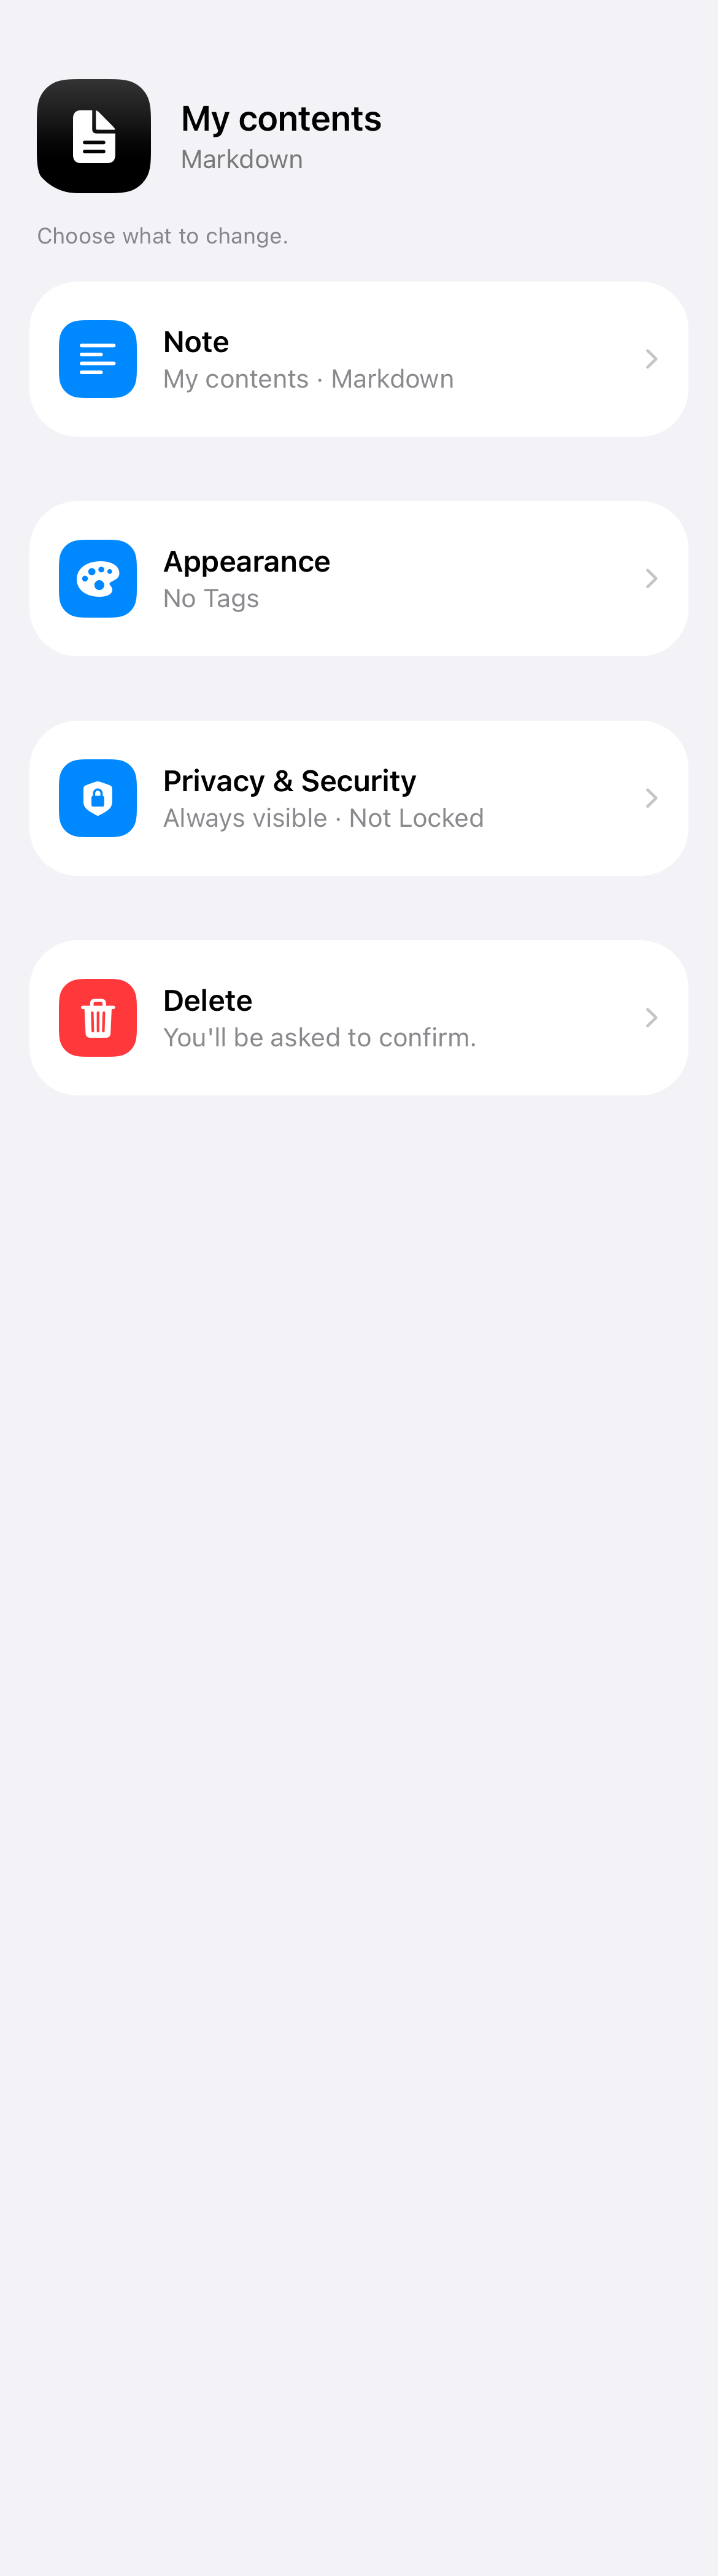 My contents
Markdown
Choose what to change.
Note
My contents · Markdown
Appearance
No Tags
Privacy & Security
Always visible · Not Locked
Delete
You'll be asked to confirm.